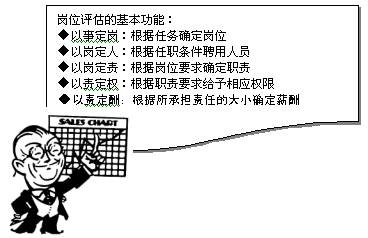 岗位评估的基本功能：
◆以事定岗：根据任务确定岗位
◆以岗定人：根据任职条件聘用人员
◆以岗定责：根据岗位要求确定职责
◆以责定权：根据职责要求给予相应权限
◆以责定酬：根据所承担责任的大小确定薪酬
SALES CHART